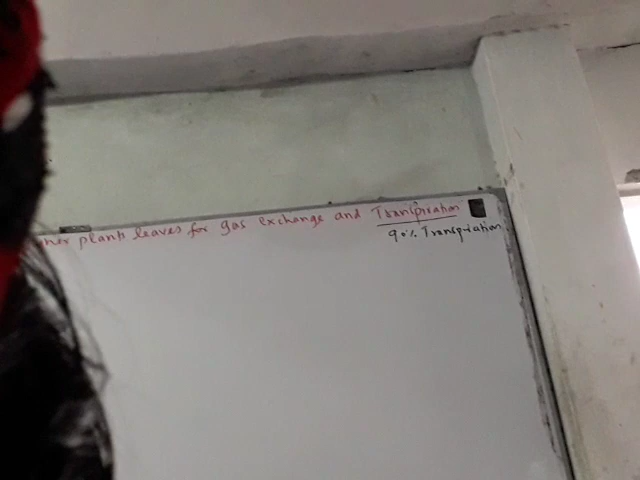 plants leaves for gas exchange and Transpiration
90% Transpiration